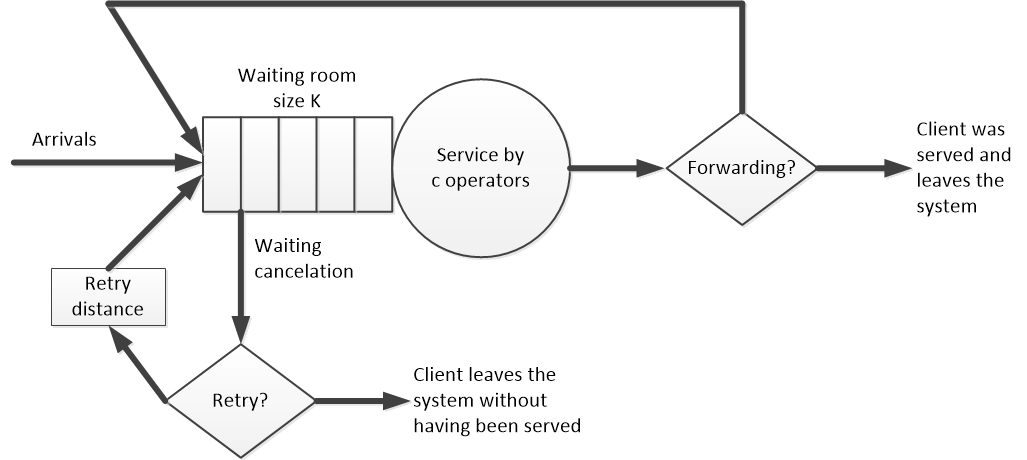 Waiting room
size K
Arrivals
Service by
c operators
Forwarding?
Client was
served and
leaves the
system
Waiting
cancelation
Retry
distance
Retry?
Client leaves the
system without
having been served